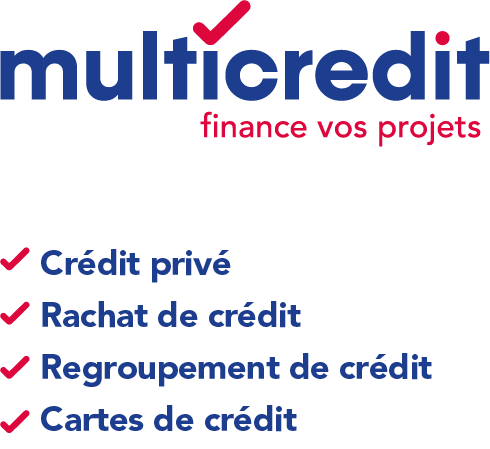 multicredit
finance vos projets
Crédit privé
Rachat de crédit
Regroupement de crédit
Cartes de crédit